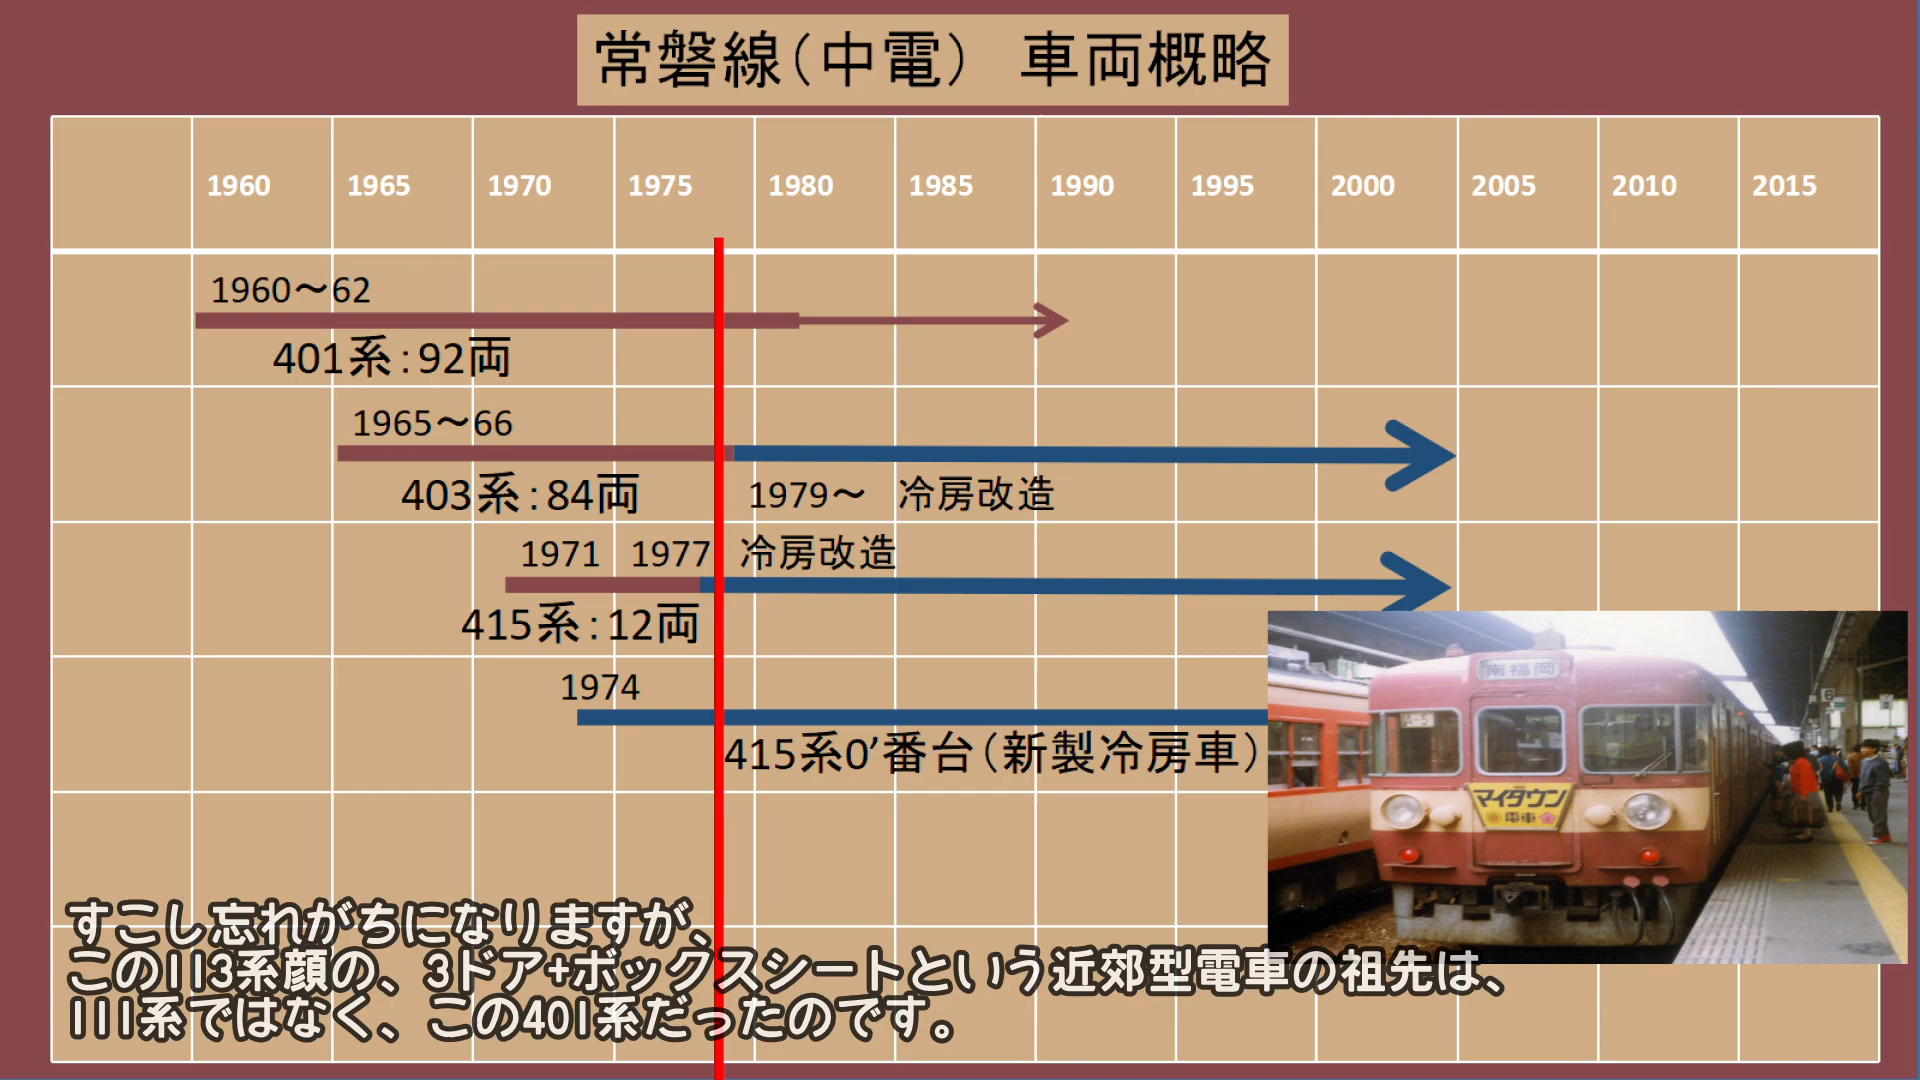 常磐線（中電）　車両概略
1960 1965 1970 1975 1980 1985 1990 1995 2000 2005 2010 2015
1960～62
401系：92両
1965～66
403系：84両
1979～　冷房改造
1971 1977 冷房改造
415系：12両
1974
415系0’番台（新製冷房車）
南福岡
A-5
マイタウン
電車
6
すこし忘れがちになりますが、
この113系顔の、3ドア+ボックスシートという近郊型電車の祖先は、
111系ではなく、この401系だったのです。